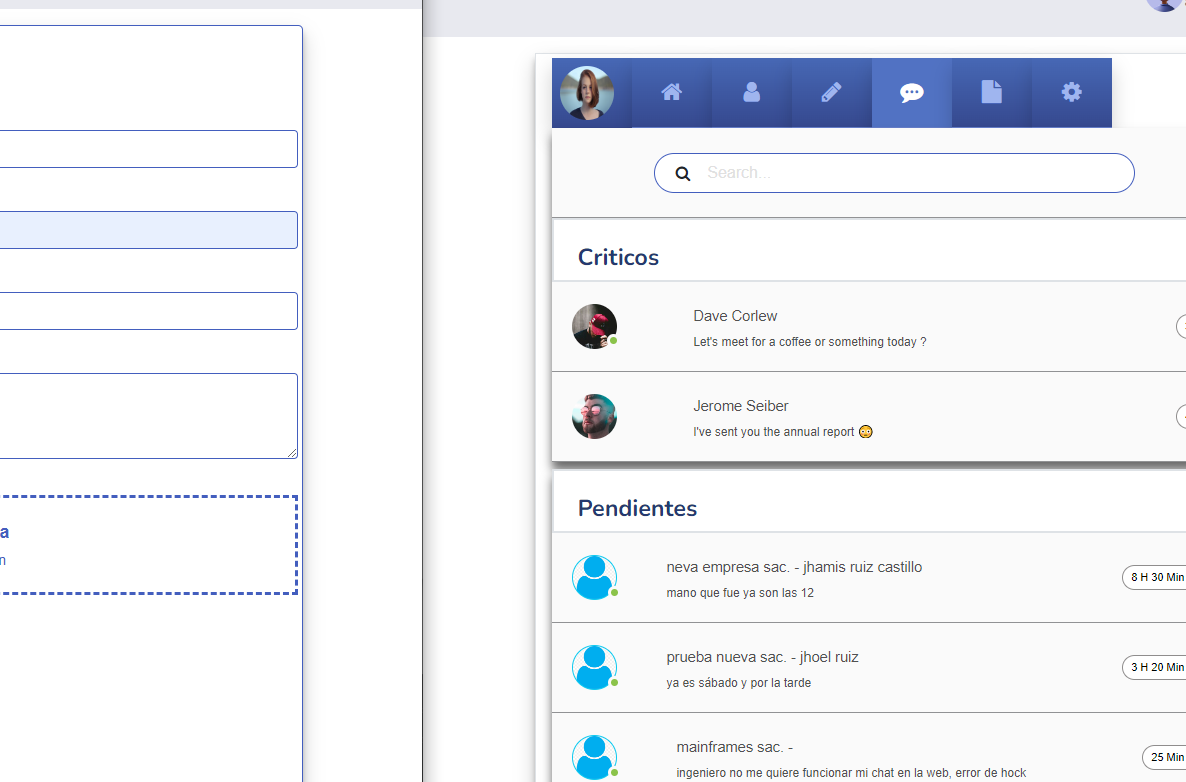 a
n
Search...
Criticos
Dave Corlew
Let's meet for a coffee or something today ?
Jerome Seiber
I've sent you the annual report 😳
Pendientes
neva empresa sac. - jhamis ruiz castillo
8 H 30 Min
mano que fue ya son las 12
prueba nueva sac. - jhoel ruiz
3 H 20 Min
ya es sábado y por la tarde
mainframes sac. -
25 Min
ingeniero no me quiere funcionar mi chat en la web, error de hock